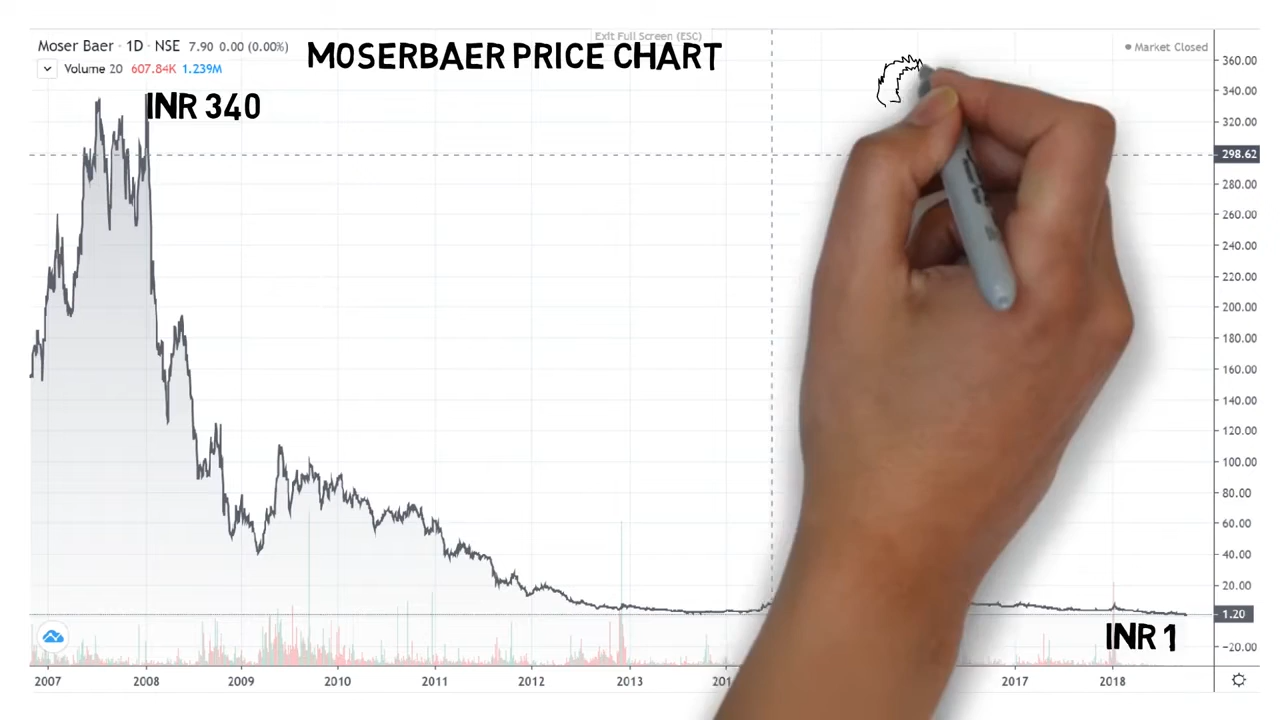 Exit Full Screen (ESC)
Moser Baer · 1D · NSE 7.90 0.00 (0.00%)
MOSERBAER PRICE CHART
Market Closed
Volume 20 607.84K 1.239M
INR 340
360.00
340.00
320.00
298.62
280.00
260.00
240.00
220.00
200.00
180.00
160.00
140.00
120.00
100.00
80.00
60.00
40.00
20.00
1.20
INR 1
−20.00
2007 2008 2009 2010 2011 2012 2013 2017 2018